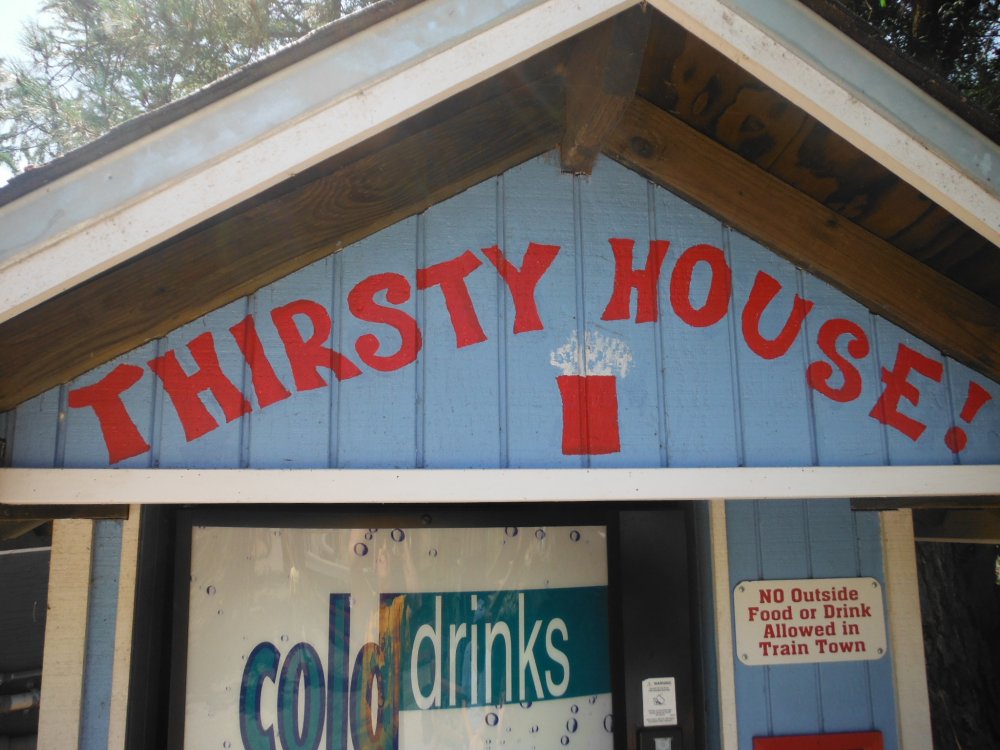 THIRSTY HOUSE!
cold drinks
NO Outside
Food or Drink
Allowed in
Train Town